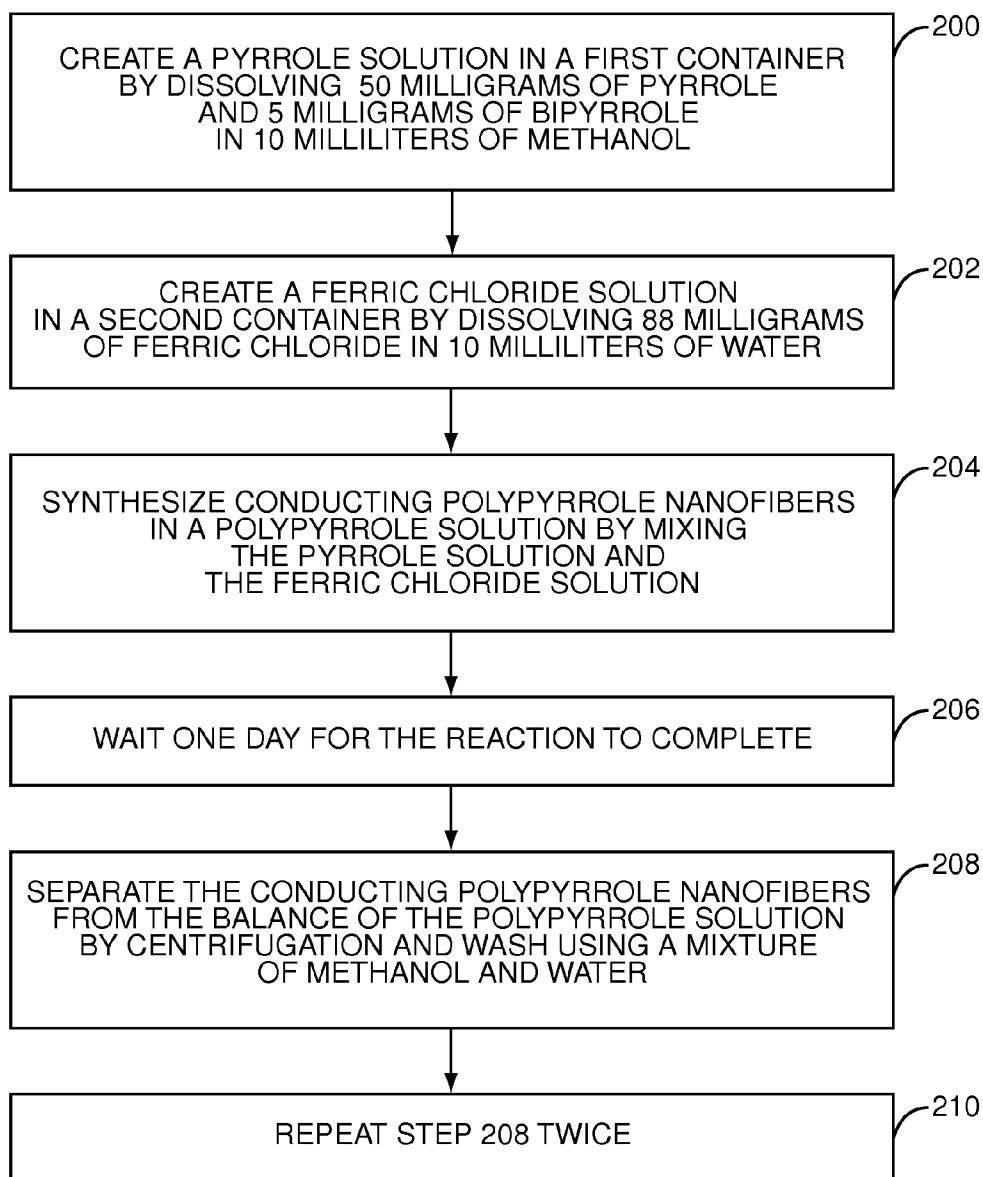 200
CREATE A PYRROLE SOLUTION IN A FIRST CONTAINER
BY DISSOLVING 50 MILLIGRAMS OF PYRROLE
AND 5 MILLIGRAMS OF BIPYRROLE
IN 10 MILLILITERS OF METHANOL
202
CREATE A FERRIC CHLORIDE SOLUTION
IN A SECOND CONTAINER BY DISSOLVING 88 MILLIGRAMS
OF FERRIC CHLORIDE IN 10 MILLILITERS OF WATER
204
SYNTHESIZE CONDUCTING POLYPYRROLE NANOFIBERS
IN A POLYPYRROLE SOLUTION BY MIXING
THE PYRROLE SOLUTION AND
THE FERRIC CHLORIDE SOLUTION
206
WAIT ONE DAY FOR THE REACTION TO COMPLETE
208
SEPARATE THE CONDUCTING POLYPYRROLE NANOFIBERS
FROM THE BALANCE OF THE POLYPYRROLE SOLUTION
BY CENTRIFUGATION AND WASH USING A MIXTURE
OF METHANOL AND WATER
210
REPEAT STEP 208 TWICE